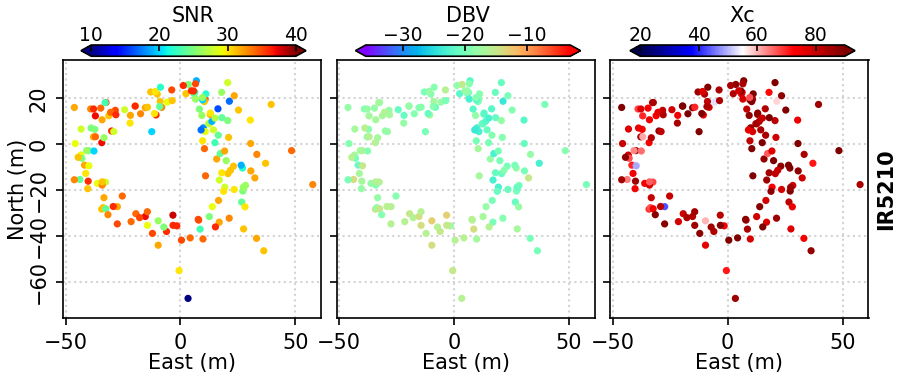 SNR DBV Xc
10 20 30 40 −30 −20 −10 20 40 60 80
20
0
−20
−40
−60
North (m)
IR5210
−50 0 50 −50 0 50 −50 0 50
East (m) East (m) East (m)